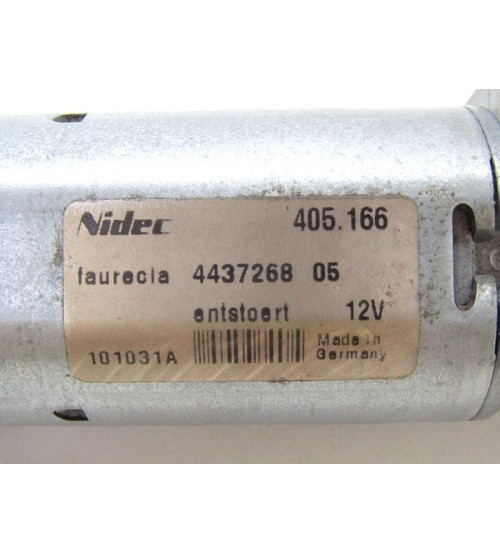 Nidec 405.166
faurecia 4437268 05
entstoert 12V
101031A Made in
Germany